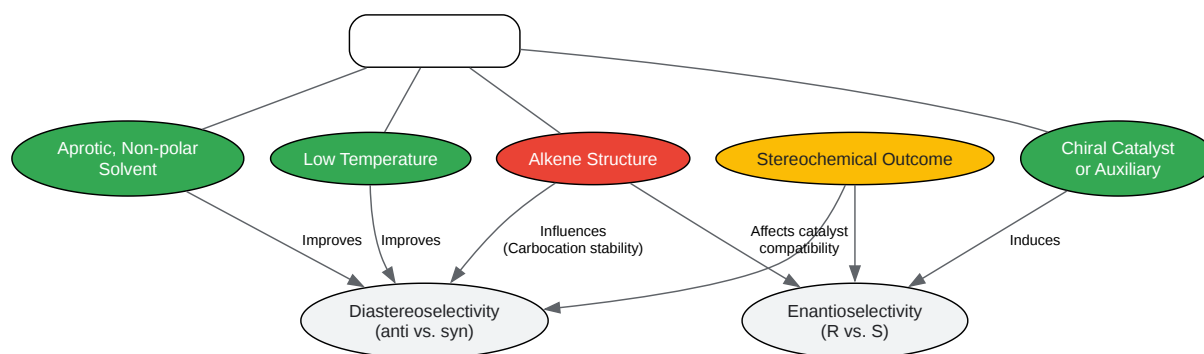 Aprotic, Non-polar
Solvent
Low Temperature
Alkene Structure
Stereochemical Outcome
Chiral Catalyst
or Auxiliary
Improves
Improves
Influences
(Carbocation stability)
Affects catalyst
compatibility
Induces
Diastereoselectivity
(anti vs. syn)
Enantioselectivity
(R vs. S)